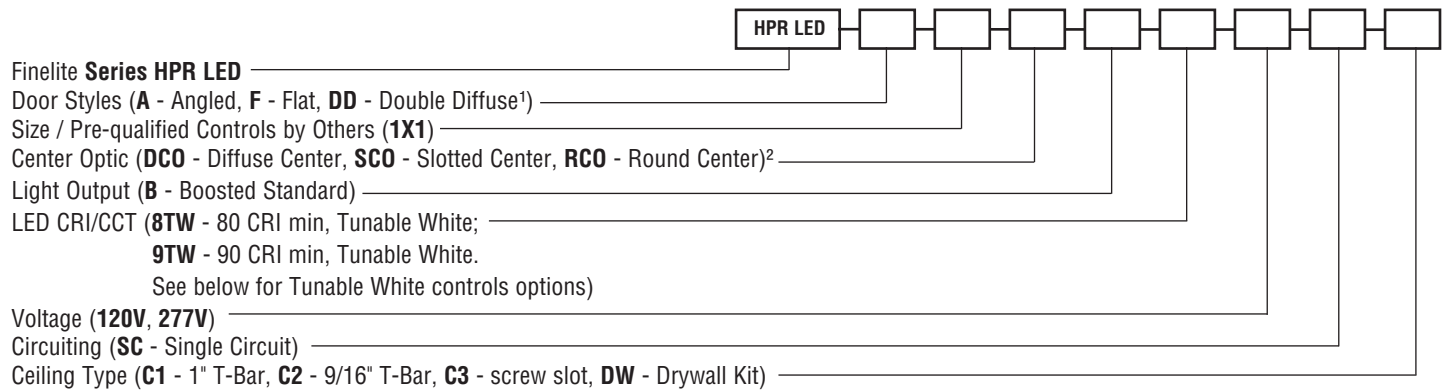 HPR LED
Finelite Series HPR LED
Door Styles (A - Angled, F - Flat, DD - Double Diffuse¹)
Size / Pre-qualified Controls by Others (1X1)
Center Optic (DCO - Diffuse Center, SCO - Slotted Center, RCO - Round Center)²
Light Output (B - Boosted Standard)
LED CRI/CCT (8TW - 80 CRI min, Tunable White;
9TW - 90 CRI min, Tunable White.
See below for Tunable White controls options)
Voltage (120V, 277V)
Circuiting (SC - Single Circuit)
Ceiling Type (C1 - 1" T-Bar, C2 - 9/16" T-Bar, C3 - screw slot, DW - Drywall Kit)